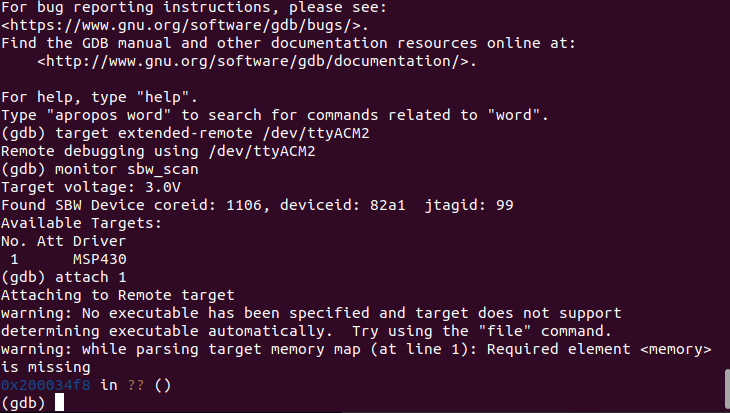 For bug reporting instructions, please see:
<https://www.gnu.org/software/gdb/bugs/>.
Find the GDB manual and other documentation resources online at:
    <http://www.gnu.org/software/gdb/documentation/>.

For help, type "help".
Type "apropos word" to search for commands related to "word".
(gdb) target extended-remote /dev/ttyACM2
Remote debugging using /dev/ttyACM2
(gdb) monitor sbw_scan
Target voltage: 3.0V
Found SBW Device coreid: 1106, deviceid: 82a1  jtagid: 99
Available Targets:
No. Att Driver
 1      MSP430
(gdb) attach 1
Attaching to Remote target
warning: No executable has been specified and target does not support
determining executable automatically.  Try using the "file" command.
warning: while parsing target memory map (at line 1): Required element <memory>
is missing
0x200034f8 in ?? ()
(gdb)